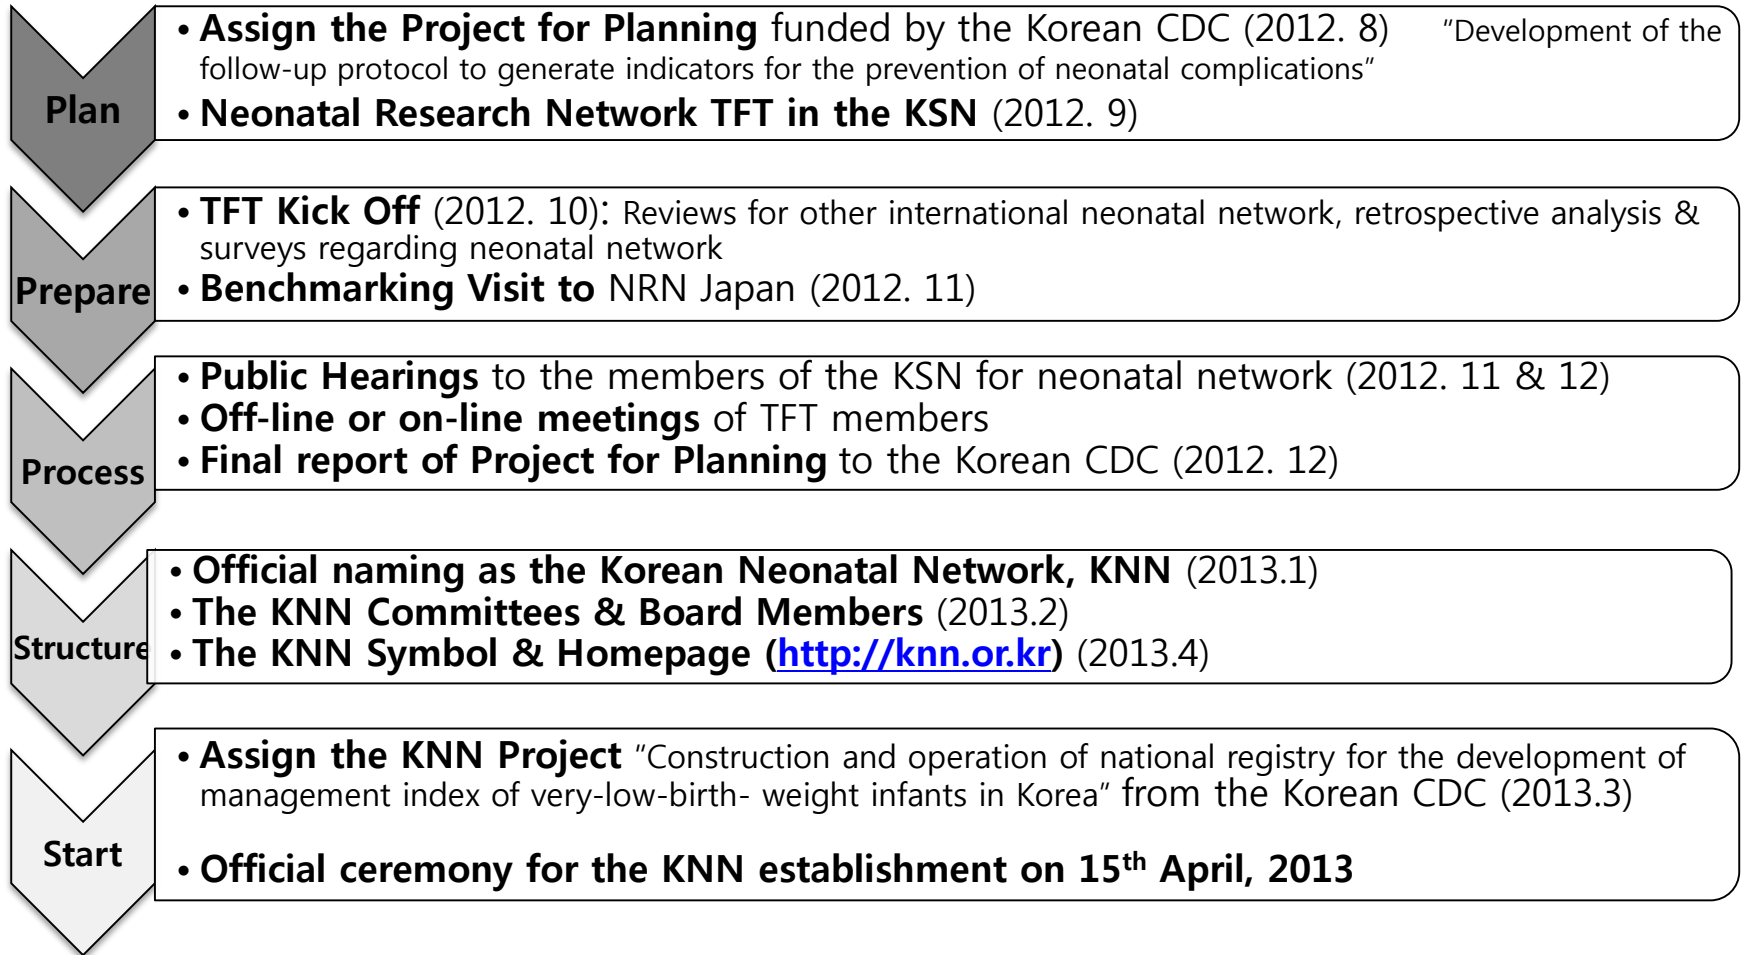 Plan
• Assign the Project for Planning funded by the Korean CDC (2012. 8) "Development of the
follow-up protocol to generate indicators for the prevention of neonatal complications"
• Neonatal Research Network TFT in the KSN (2012. 9)
Prepare
• TFT Kick Off (2012. 10): Reviews for other international neonatal network, retrospective analysis &
surveys regarding neonatal network
• Benchmarking Visit to NRN Japan (2012. 11)
Process
• Public Hearings to the members of the KSN for neonatal network (2012. 11 & 12)
• Off-line or on-line meetings of TFT members
• Final report of Project for Planning to the Korean CDC (2012. 12)
Structure
• Official naming as the Korean Neonatal Network, KNN (2013.1)
• The KNN Committees & Board Members (2013.2)
• The KNN Symbol & Homepage (http://knn.or.kr) (2013.4)
Start
• Assign the KNN Project "Construction and operation of national registry for the development of
management index of very-low-birth- weight infants in Korea" from the Korean CDC (2013.3)
• Official ceremony for the KNN establishment on 15th April, 2013